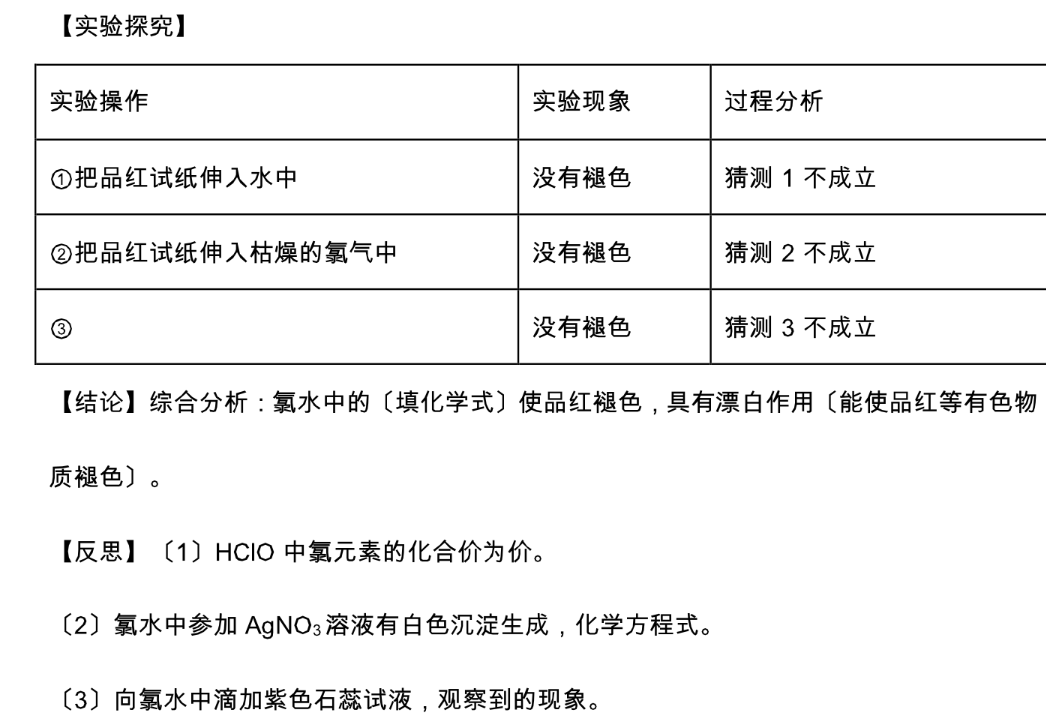 【实验探究】
实验操作 实验现象 过程分析
①把品红试纸伸入水中 没有褪色 猜测 1 不成立
②把品红试纸伸入枯燥的氯气中 没有褪色 猜测 2 不成立
③ 没有褪色 猜测 3 不成立
【结论】综合分析：氯水中的〔填化学式〕使品红褪色，具有漂白作用〔能使品红等有色物
质褪色〕。
【反思】〔1〕HClO 中氯元素的化合价为价。
〔2〕氯水中参加 AgNO₃溶液有白色沉淀生成，化学方程式。
〔3〕向氯水中滴加紫色石蕊试液，观察到的现象。